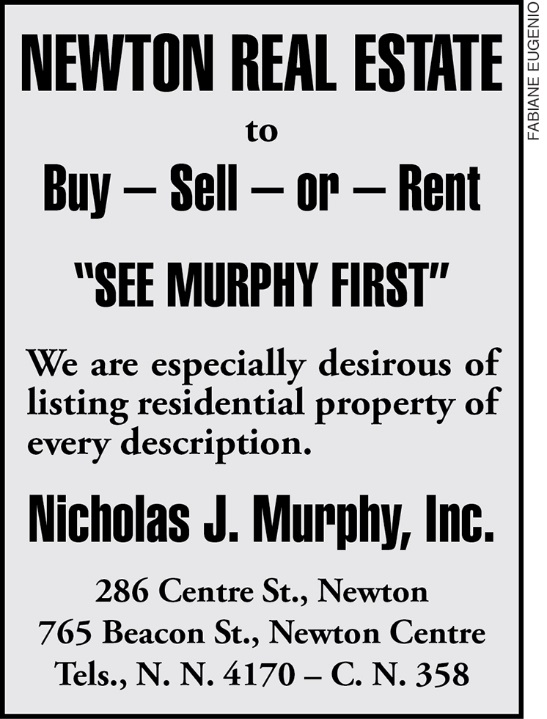 NEWTON REAL ESTATE
to
Buy – Sell – or – Rent
“SEE MURPHY FIRST”
We are especially desirous of
listing residential property of
every description.
Nicholas J. Murphy, Inc.
286 Centre St., Newton
765 Beacon St., Newton Centre
Tels., N. N. 4170 – C. N. 358
FABIANE EUGENIO